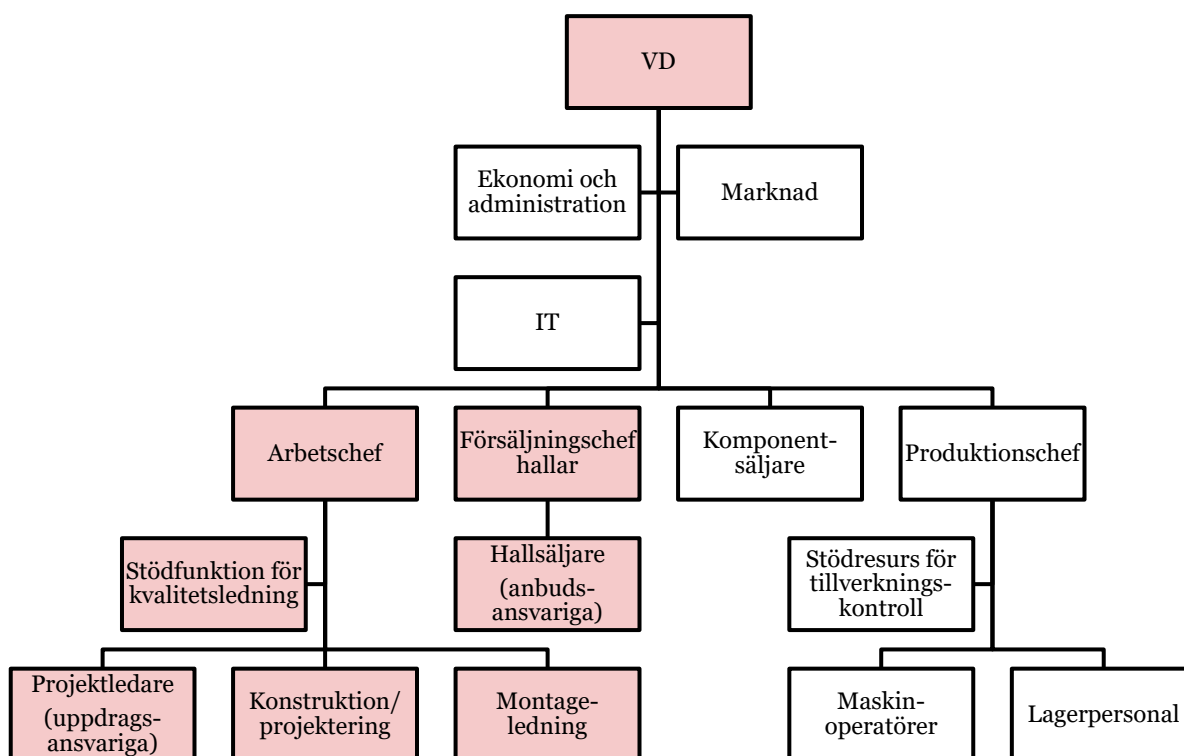 VD
Ekonomi och
administration
Marknad
IT
Arbetschef
Försäljningschef
hallar
Komponent-
säljare
Produktionschef
Stödfunktion för
kvalitetsledning
Hallsäljare
(anbuds-
ansvariga)
Stödresurs för
tillverknings-
kontroll
Projektledare
(uppdrags-
ansvariga)
Konstruktion/
projektering
Montage-
ledning
Maskin-
operatörer
Lagerpersonal